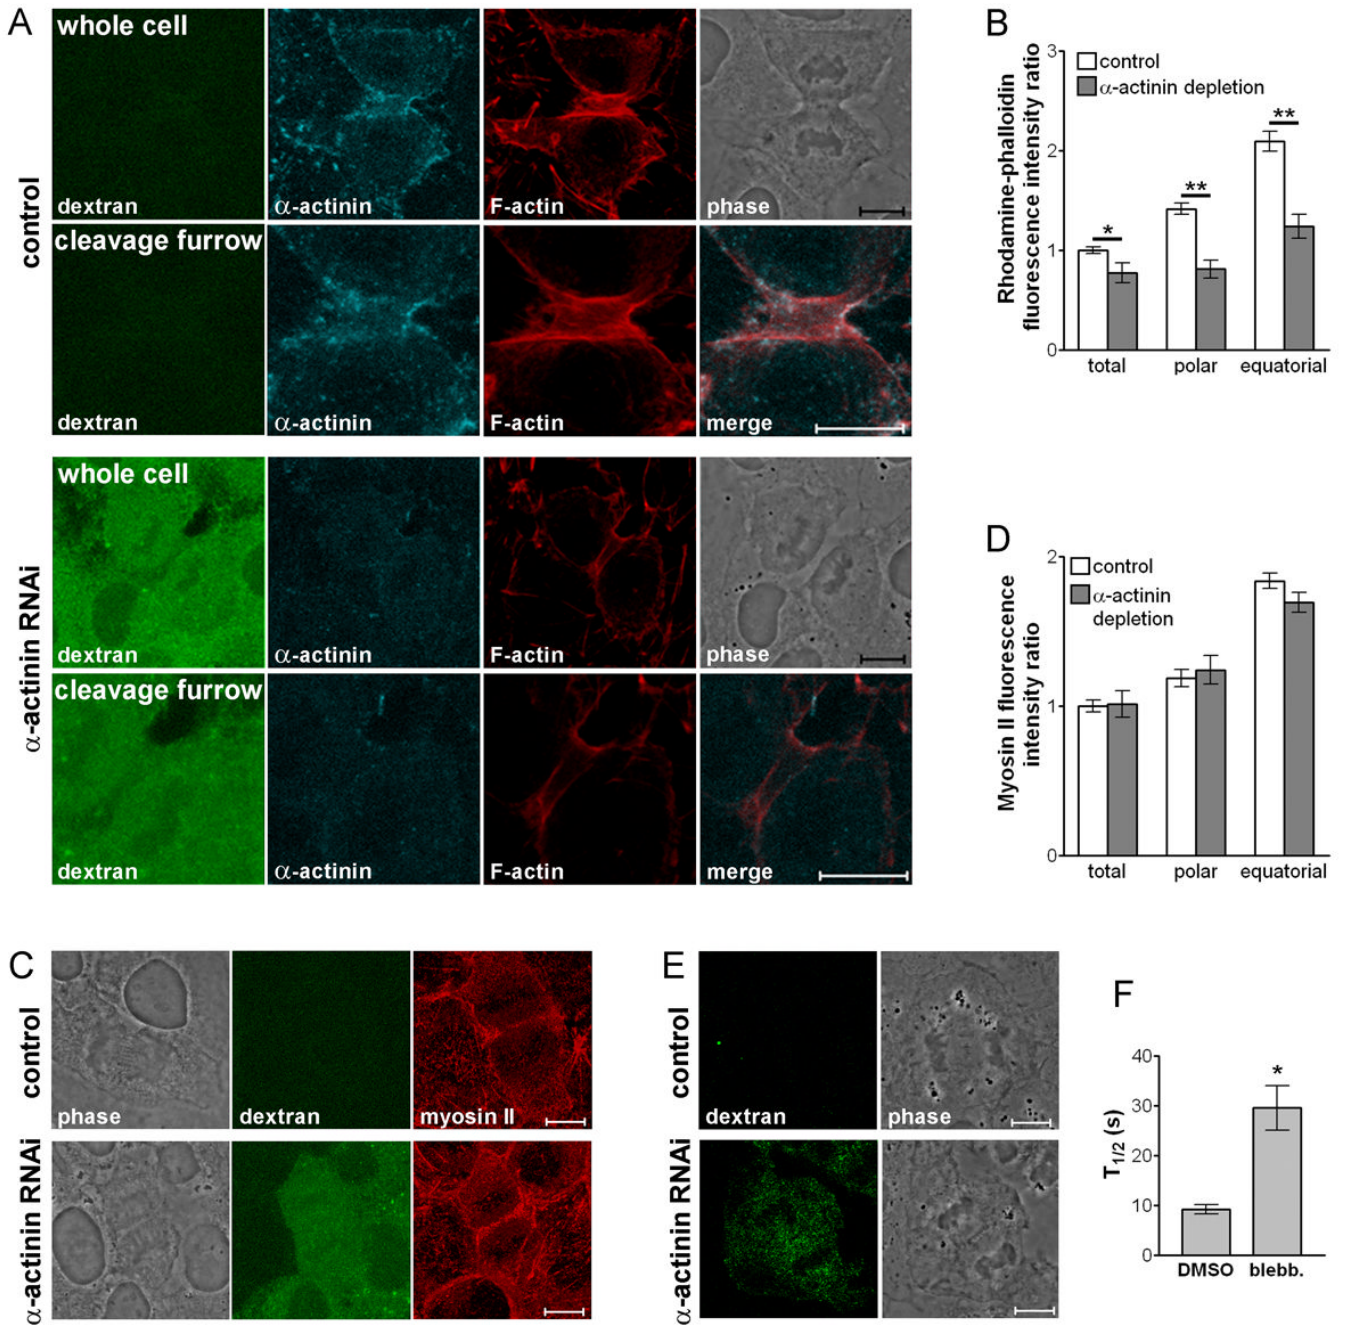 A
control
whole cell
dextran
α-actinin
F-actin
phase
cleavage furrow
dextran
α-actinin
F-actin
merge
α-actinin RNAi
whole cell
dextran
α-actinin
F-actin
phase
cleavage furrow
dextran
α-actinin
F-actin
merge
B
Rhodamine-phalloidin
fluorescence intensity ratio
3
2
1
0
control
α-actinin depletion
*
**
**
total
polar
equatorial
D
Myosin II fluorescence
intensity ratio
2
1
0
control
α-actinin
depletion
total
polar
equatorial
C
control
phase
dextran
myosin II
α-actinin RNAi
E
control
dextran
phase
α-actinin RNAi
F
T1/2 (s)
40
30
20
10
0
*
DMSO
blebb.